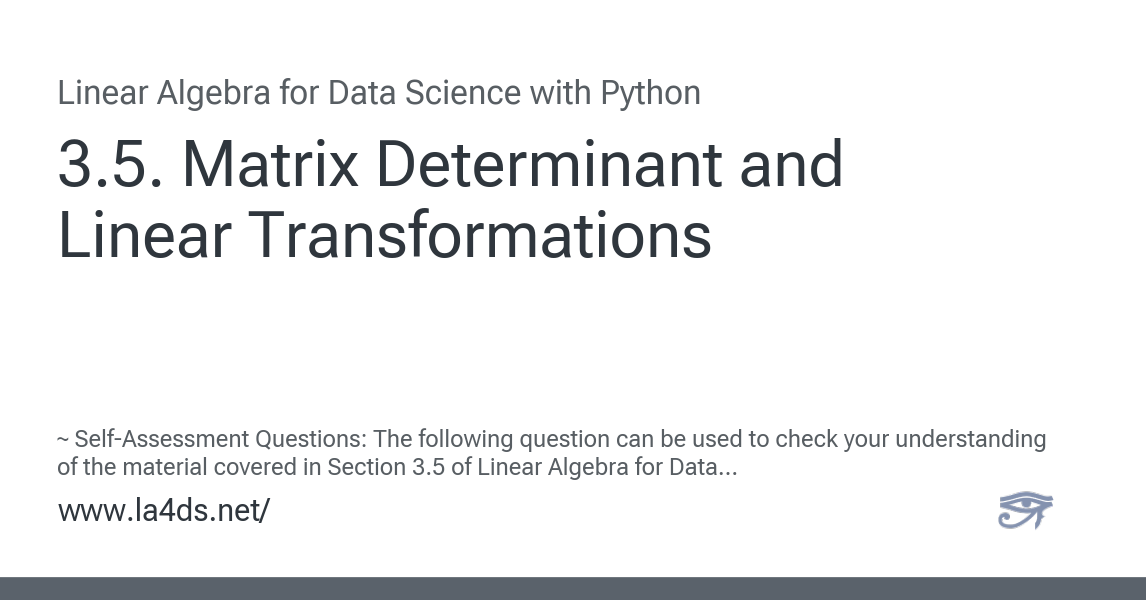 Linear Algebra for Data Science with Python
3.5. Matrix Determinant and
Linear Transformations
~ Self-Assessment Questions: The following question can be used to check your understanding
of the material covered in Section 3.5 of Linear Algebra for Data...
www.la4ds.net/